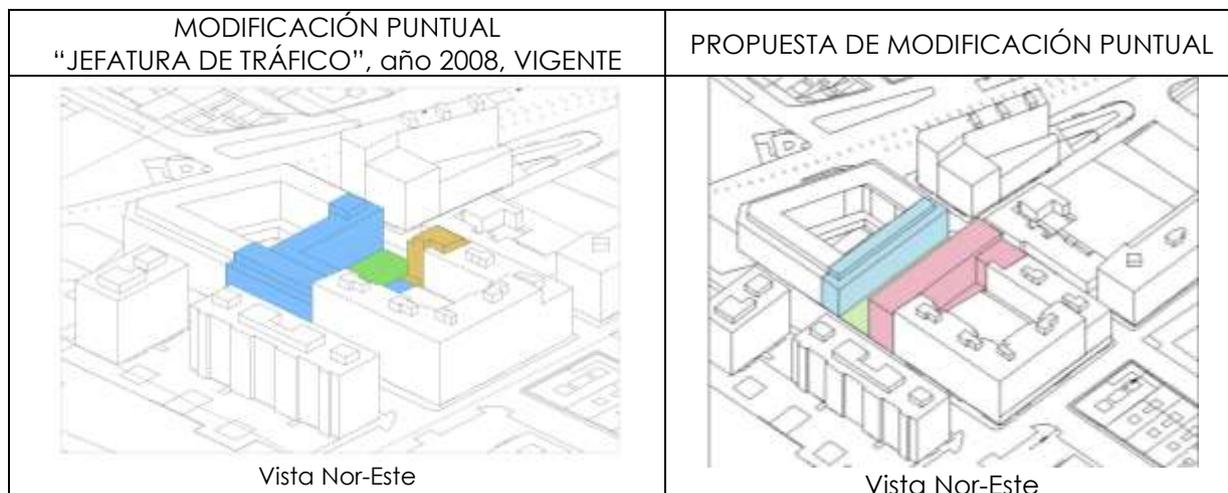 MODIFICACIÓN PUNTUAL
“JEFATURA DE TRÁFICO”, año 2008, VIGENTE
PROPUESTA DE MODIFICACIÓN PUNTUAL
Vista Nor-Este
Vista Nor-Este